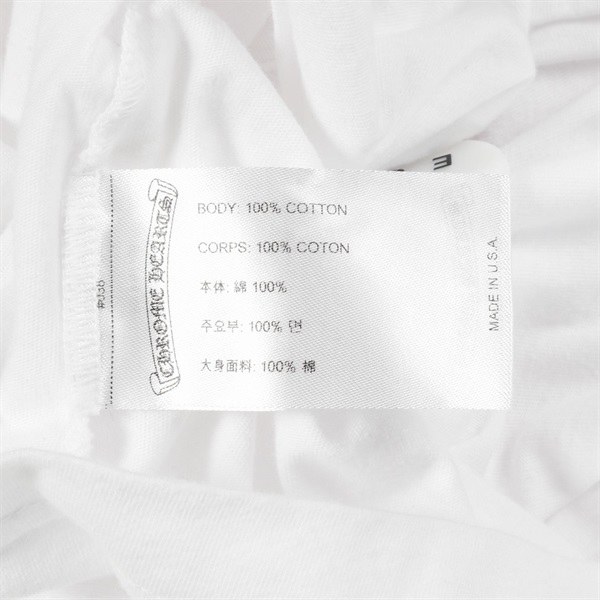 CHROME HEARTS
BODY: 100% COTTON
CORPS: 100% COTON
本体: 綿 100%
주요부: 100% 면
大身面料: 100% 棉
MADE IN U.S.A.